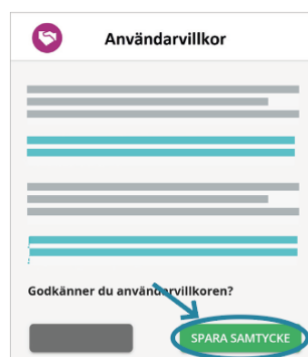 Användarvillkor
Godkänner du användarvillkoren?
SPARA SAMTYCKE